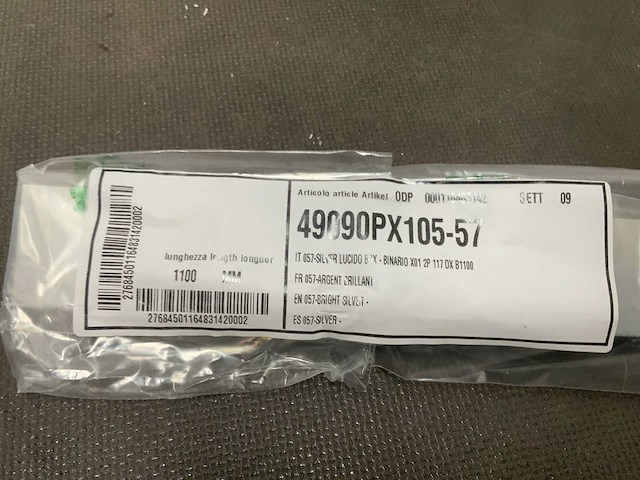 Articolo article Artikel ODP SETT 09
49090PX105-57
IT 057-SILVER LUCIDO - BINARIO X01 2P 117 DX B1100
FR 057-ARGENT BRILLANT
EN 057-BRIGHT SILVER -
ES 057-SILVER -
lunghezza length longuer
1100 MM
27684501164831420002
27684501164831420002